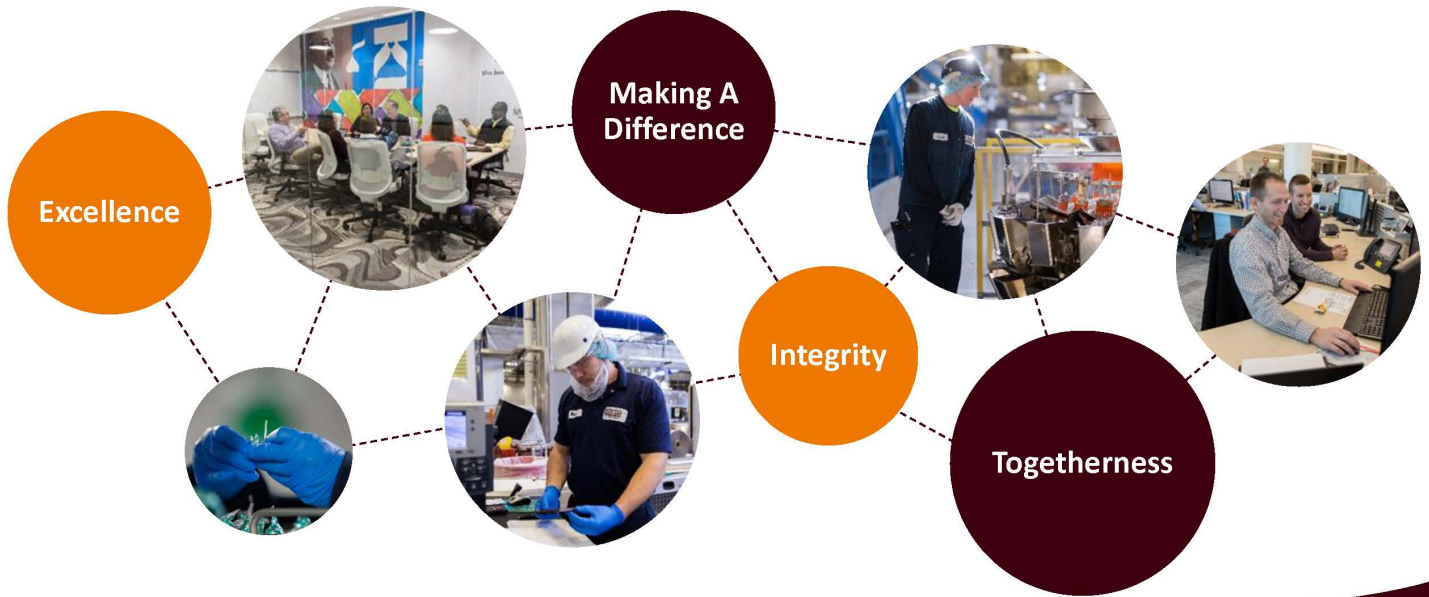 Making A
Difference
Excellence
Integrity
Togetherness